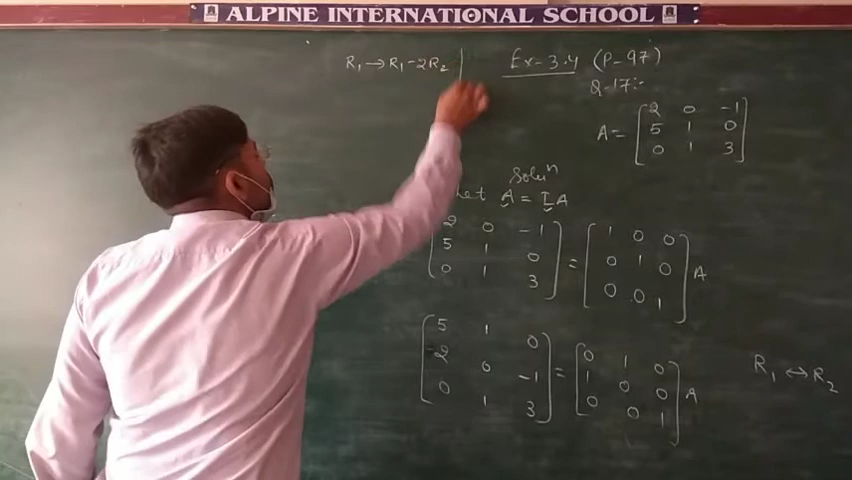 ALPINE INTERNATIONAL SCHOOL
R₁ → R₁ - 2R₂
Ex-3.4 (P-97)
Q-17:-
A = [2 0 -1
5 1 0
0 1 3]
Soluⁿ
Let A = IA
[2 0 -1
5 1 0
0 1 3] = [1 0 0
0 1 0
0 0 1] A
[5 1 0
2 0 -1
0 1 3] = [0 1 0
1 0 0
0 0 1] A
R₁ ↔ R₂